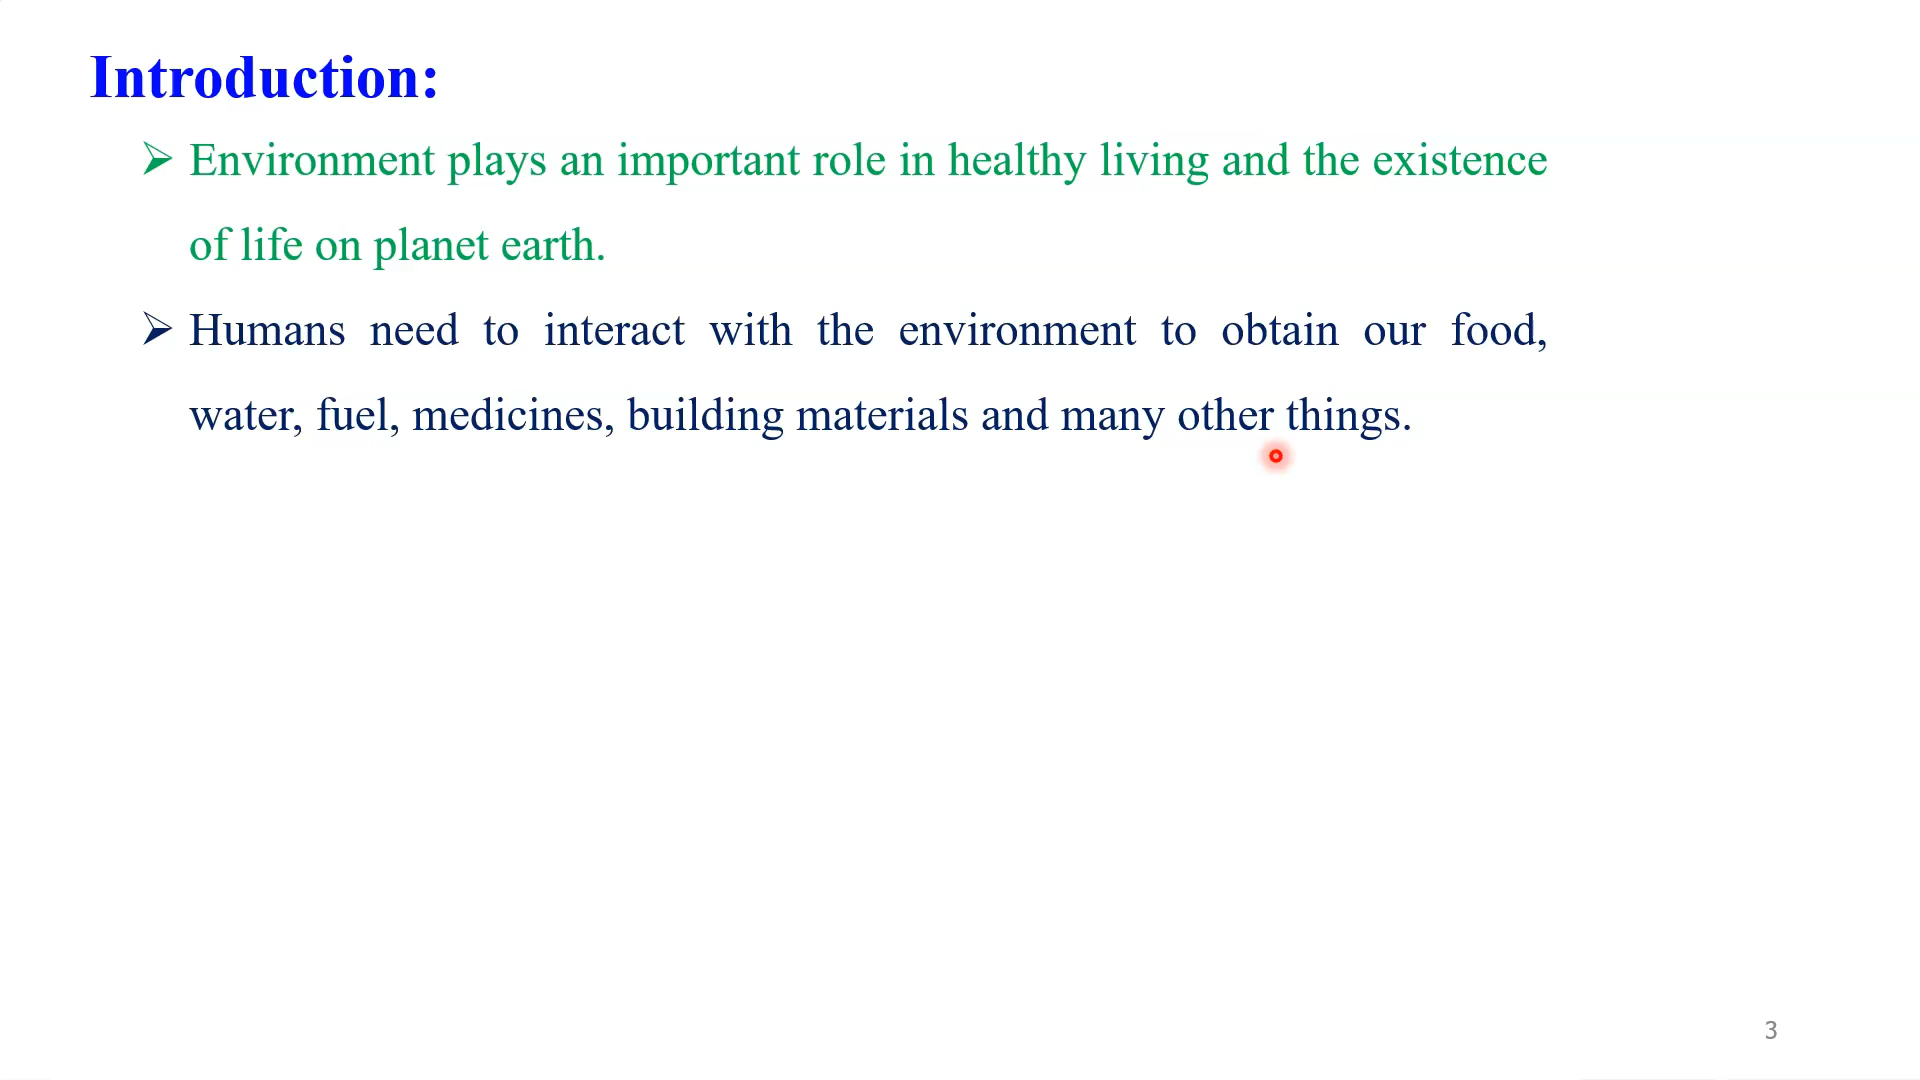 Introduction:
➢ Environment plays an important role in healthy living and the existence
of life on planet earth.
➢ Humans need to interact with the environment to obtain our food,
water, fuel, medicines, building materials and many other things.
3